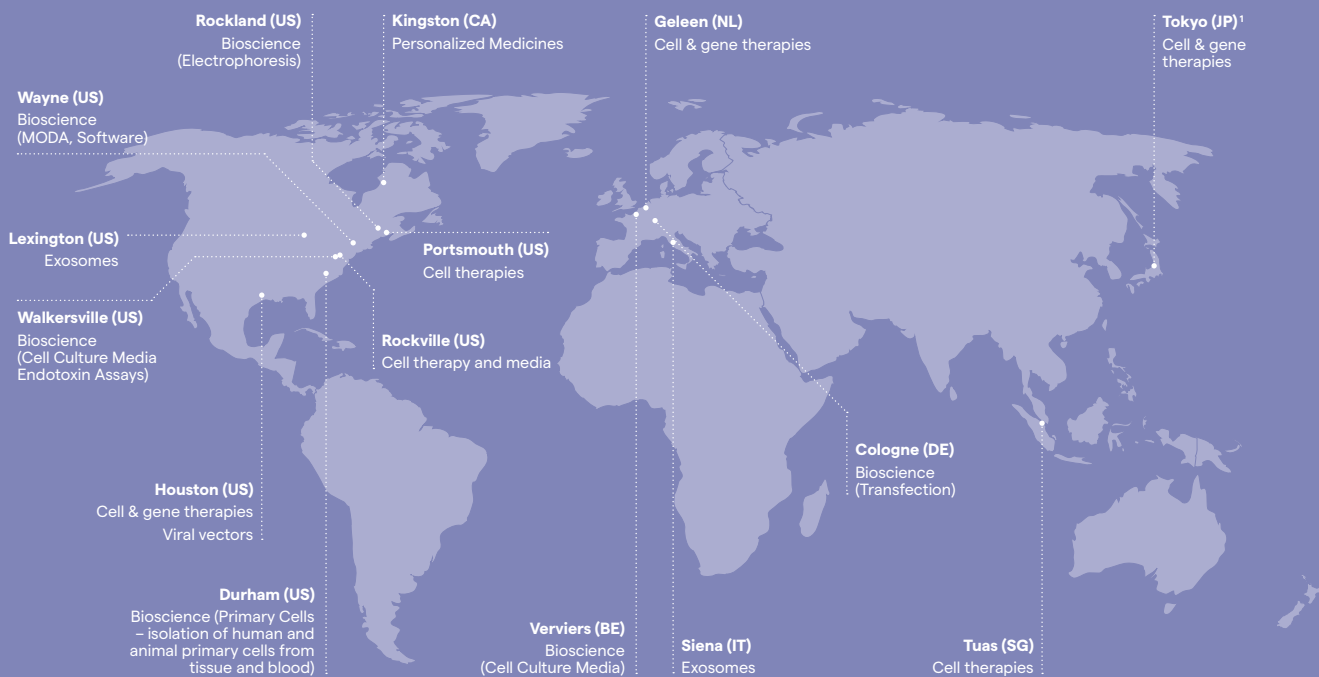 Rockland (US)
Bioscience
(Electrophoresis)
Kingston (CA)
Personalized Medicines
Geleen (NL)
Cell & gene therapies
Tokyo (JP)¹
Cell & gene
therapies
Wayne (US)
Bioscience
(MODA, Software)
Lexington (US)
Exosomes
Portsmouth (US)
Cell therapies
Walkersville (US)
Bioscience
(Cell Culture Media
Endotoxin Assays)
Rockville (US)
Cell therapy and media
Cologne (DE)
Bioscience
(Transfection)
Houston (US)
Cell & gene therapies
Viral vectors
Durham (US)
Bioscience (Primary Cells
– isolation of human and
animal primary cells from
tissue and blood)
Verviers (BE)
Bioscience
(Cell Culture Media)
Siena (IT)
Exosomes
Tuas (SG)
Cell therapies